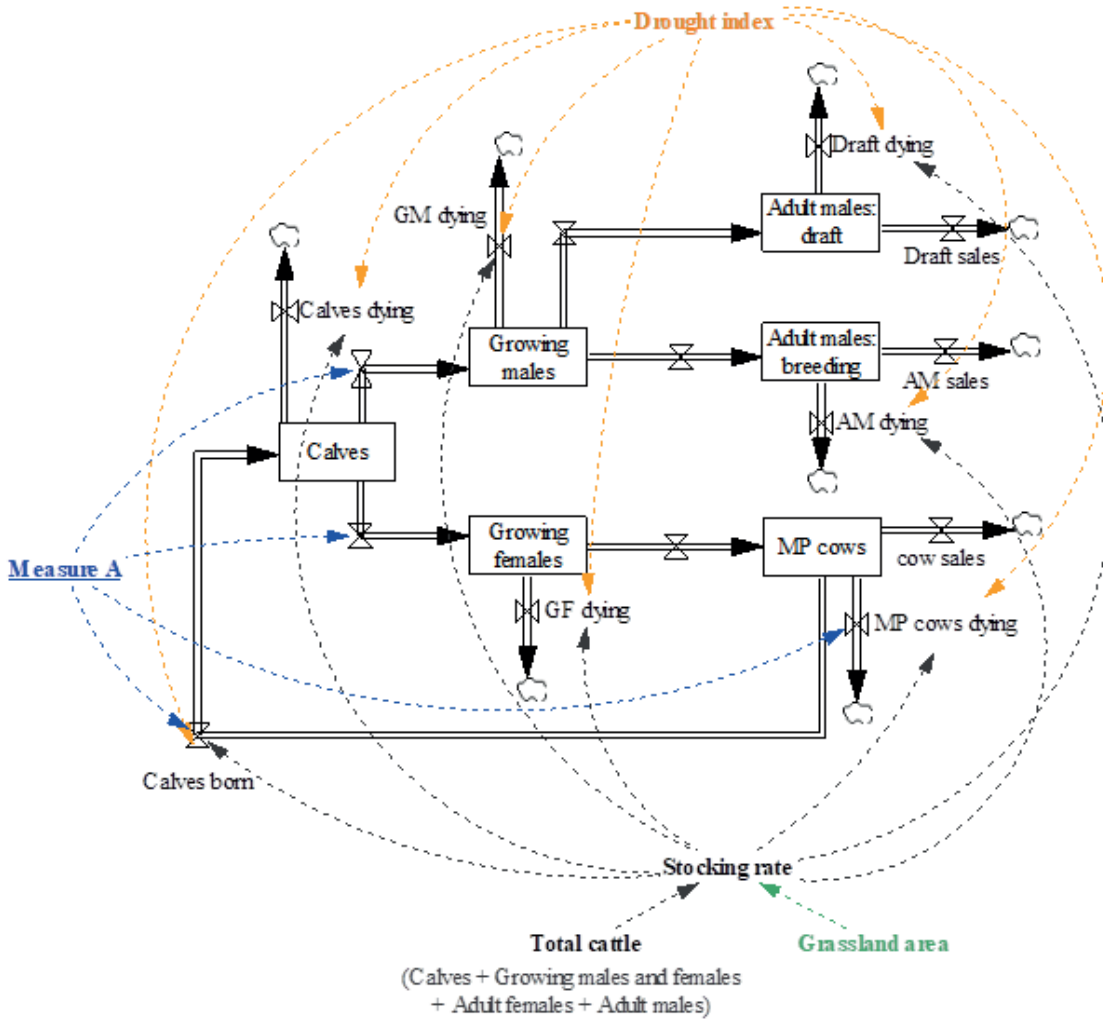 Drought index
Draft dying
GM dying
Adult males:
draft
Draft sales
Calves dying
Growing
males
Adult males:
breeding
AM sales
AM dying
Calves
Growing
females
MP cows
cow sales
Measure A
GF dying
MP cows dying
Calves born
Stocking rate
Total cattle
Grassland area
(Calves + Growing males and females
+ Adult females + Adult males)